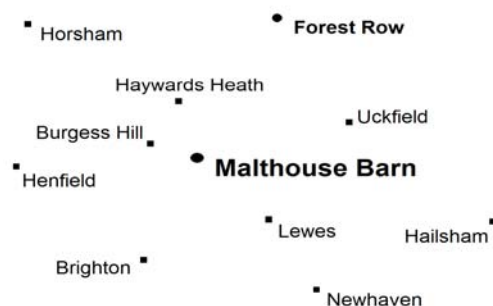 Forest Row
Horsham
Haywards Heath
Uckfield
Burgess Hill
Malthouse Barn
Henfield
Lewes
Hailsham
Brighton
Newhaven